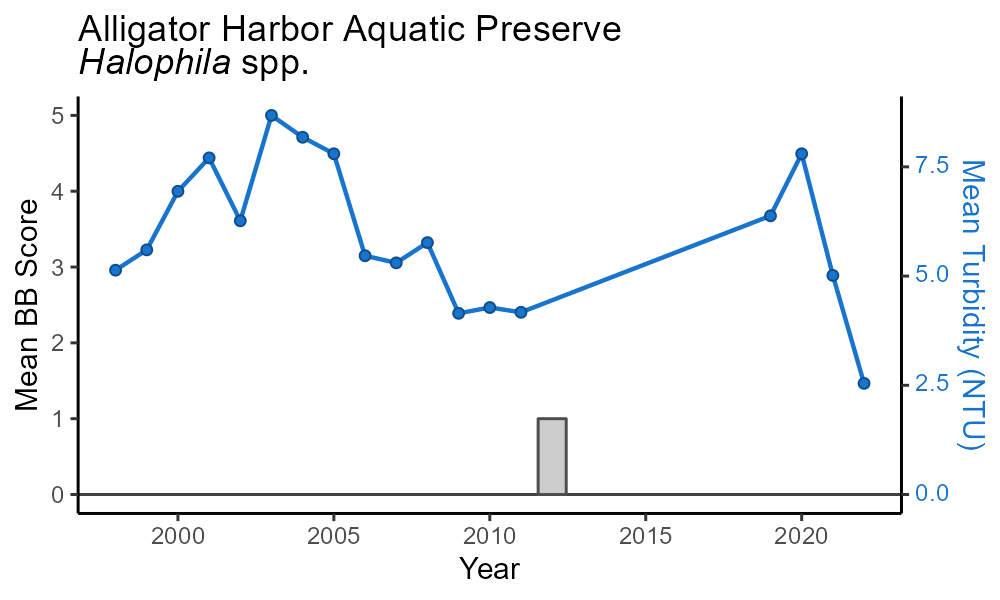 Alligator Harbor Aquatic Preserve
Halophila spp.
5
4
3
2
1
0
Mean BB Score
7.5
5.0
2.5
0.0
Mean Turbidity (NTU)
2000 2005 2010 2015 2020
Year